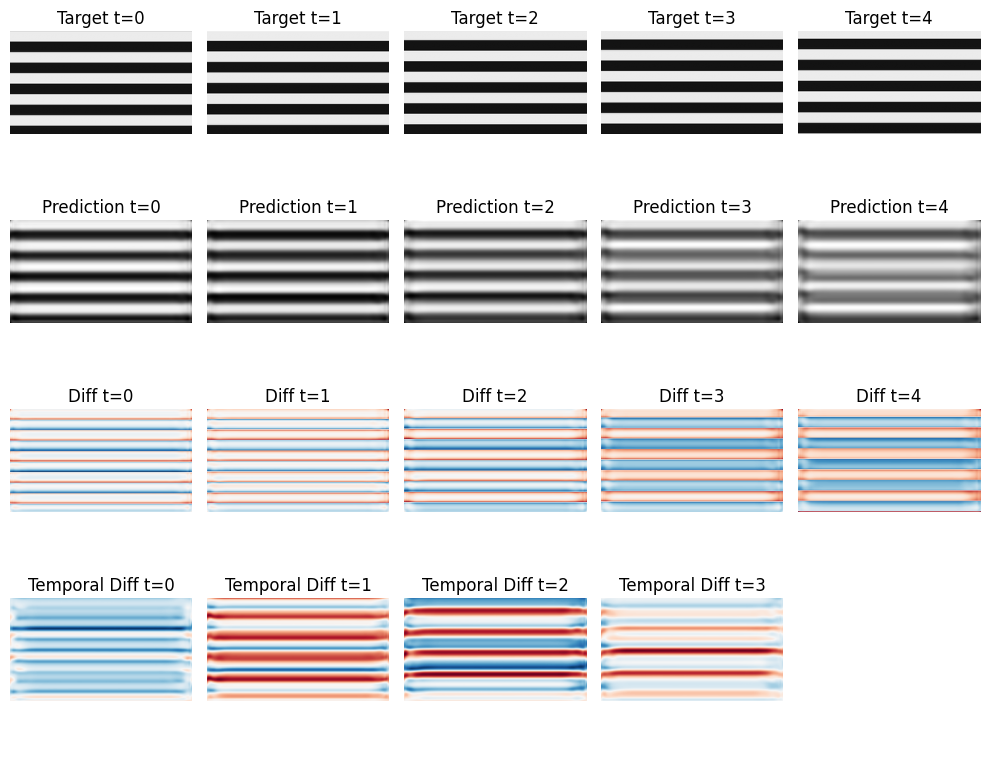 Target t=0 Target t=1 Target t=2 Target t=3 Target t=4
Prediction t=0 Prediction t=1 Prediction t=2 Prediction t=3 Prediction t=4
Diff t=0 Diff t=1 Diff t=2 Diff t=3 Diff t=4
Temporal Diff t=0 Temporal Diff t=1 Temporal Diff t=2 Temporal Diff t=3